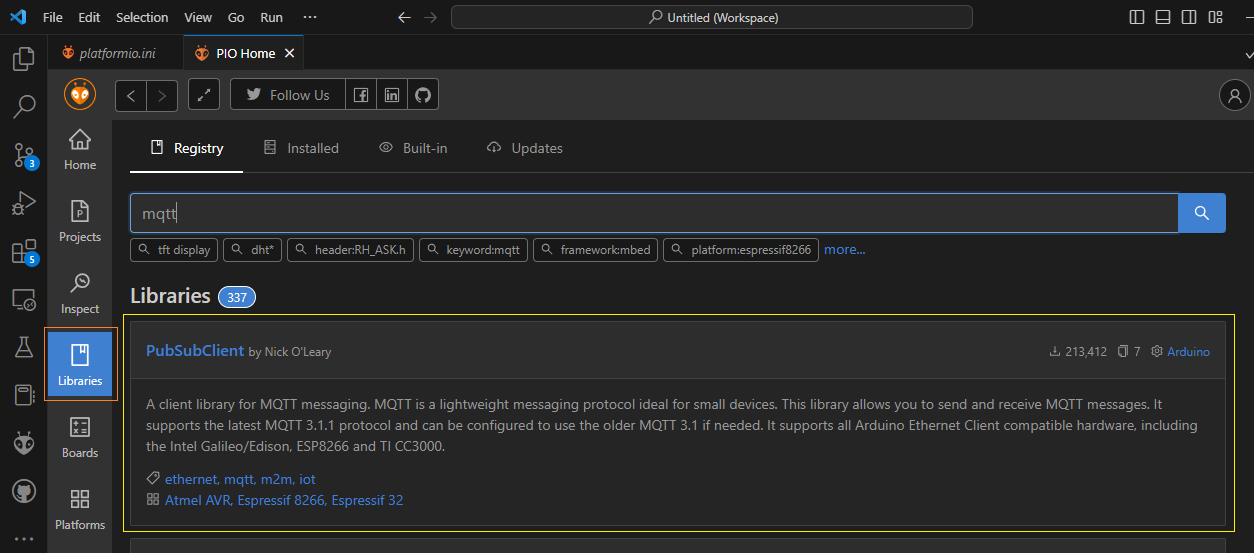 File Edit Selection View Go Run ··· Untitled (Workspace)
platformio.ini PIO Home
Follow Us
Home
Projects
Inspect
Libraries
Boards
Platforms
3
5
Registry Installed Built-in Updates
mqtt
tft display dht* header:RH_ASK.h keyword:mqtt framework:mbed platform:espressif8266 more...
Libraries 337
PubSubClient by Nick O'Leary 213,412 7 Arduino
A client library for MQTT messaging. MQTT is a lightweight messaging protocol ideal for small devices. This library allows you to send and receive MQTT messages. It
supports the latest MQTT 3.1.1 protocol and can be configured to use the older MQTT 3.1 if needed. It supports all Arduino Ethernet Client compatible hardware, including
the Intel Galileo/Edison, ESP8266 and TI CC3000.
ethernet, mqtt, m2m, iot
Atmel AVR, Espressif 8266, Espressif 32